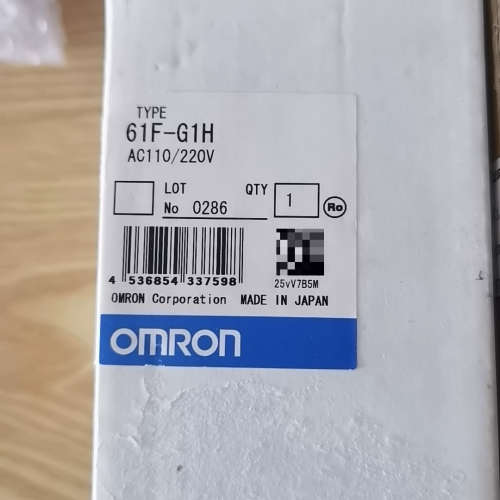 TYPE
61F-G1H
AC110/220V
LOT
No 0286
QTY
1
Ro
4 536854 337598
25vV7B5M
OMRON Corporation MADE IN JAPAN
OMRON